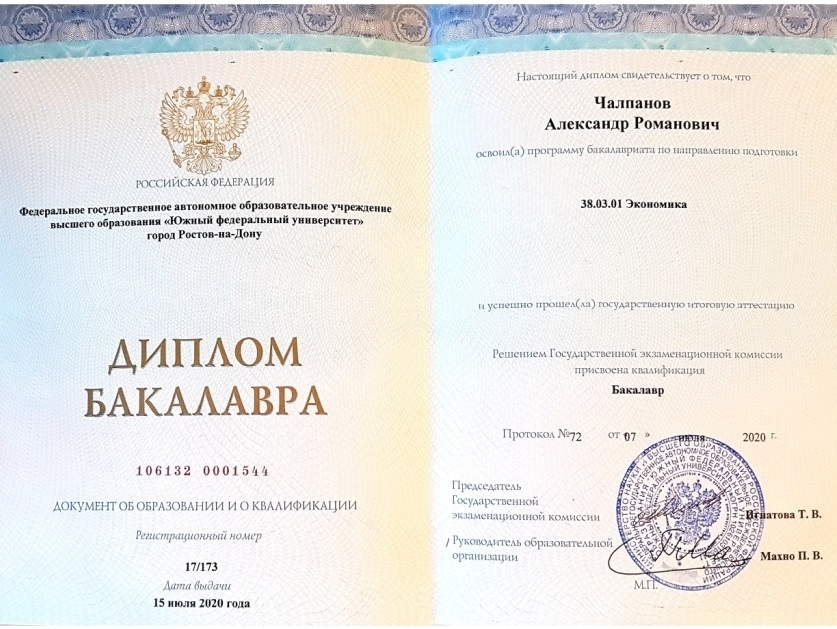 РОССИЙСКАЯ ФЕДЕРАЦИЯ
Федеральное государственное автономное образовательное учреждение
высшего образования «Южный федеральный университет»
город Ростов-на-Дону
ДИПЛОМ
БАКАЛАВРА
106132 0001544
ДОКУМЕНТ ОБ ОБРАЗОВАНИИ И О КВАЛИФИКАЦИИ
Регистрационный номер
17/173
Дата выдачи
15 июля 2020 года
Настоящий диплом свидетельствует о том, что
Чалпанов
Александр Романович
освоил(а) программу бакалавриата по направлению подготовки
38.03.01 Экономика
и успешно прошел(ла) государственную итоговую аттестацию
Решением Государственной экзаменационной комиссии
присвоена квалификация
Бакалавр
Протокол № 72 от « 07 » июля 2020 г.
Председатель
Государственной
экзаменационной комиссии
Игнатова Т. В.
Руководитель образовательной
организации
Махно П. В.
М.П.